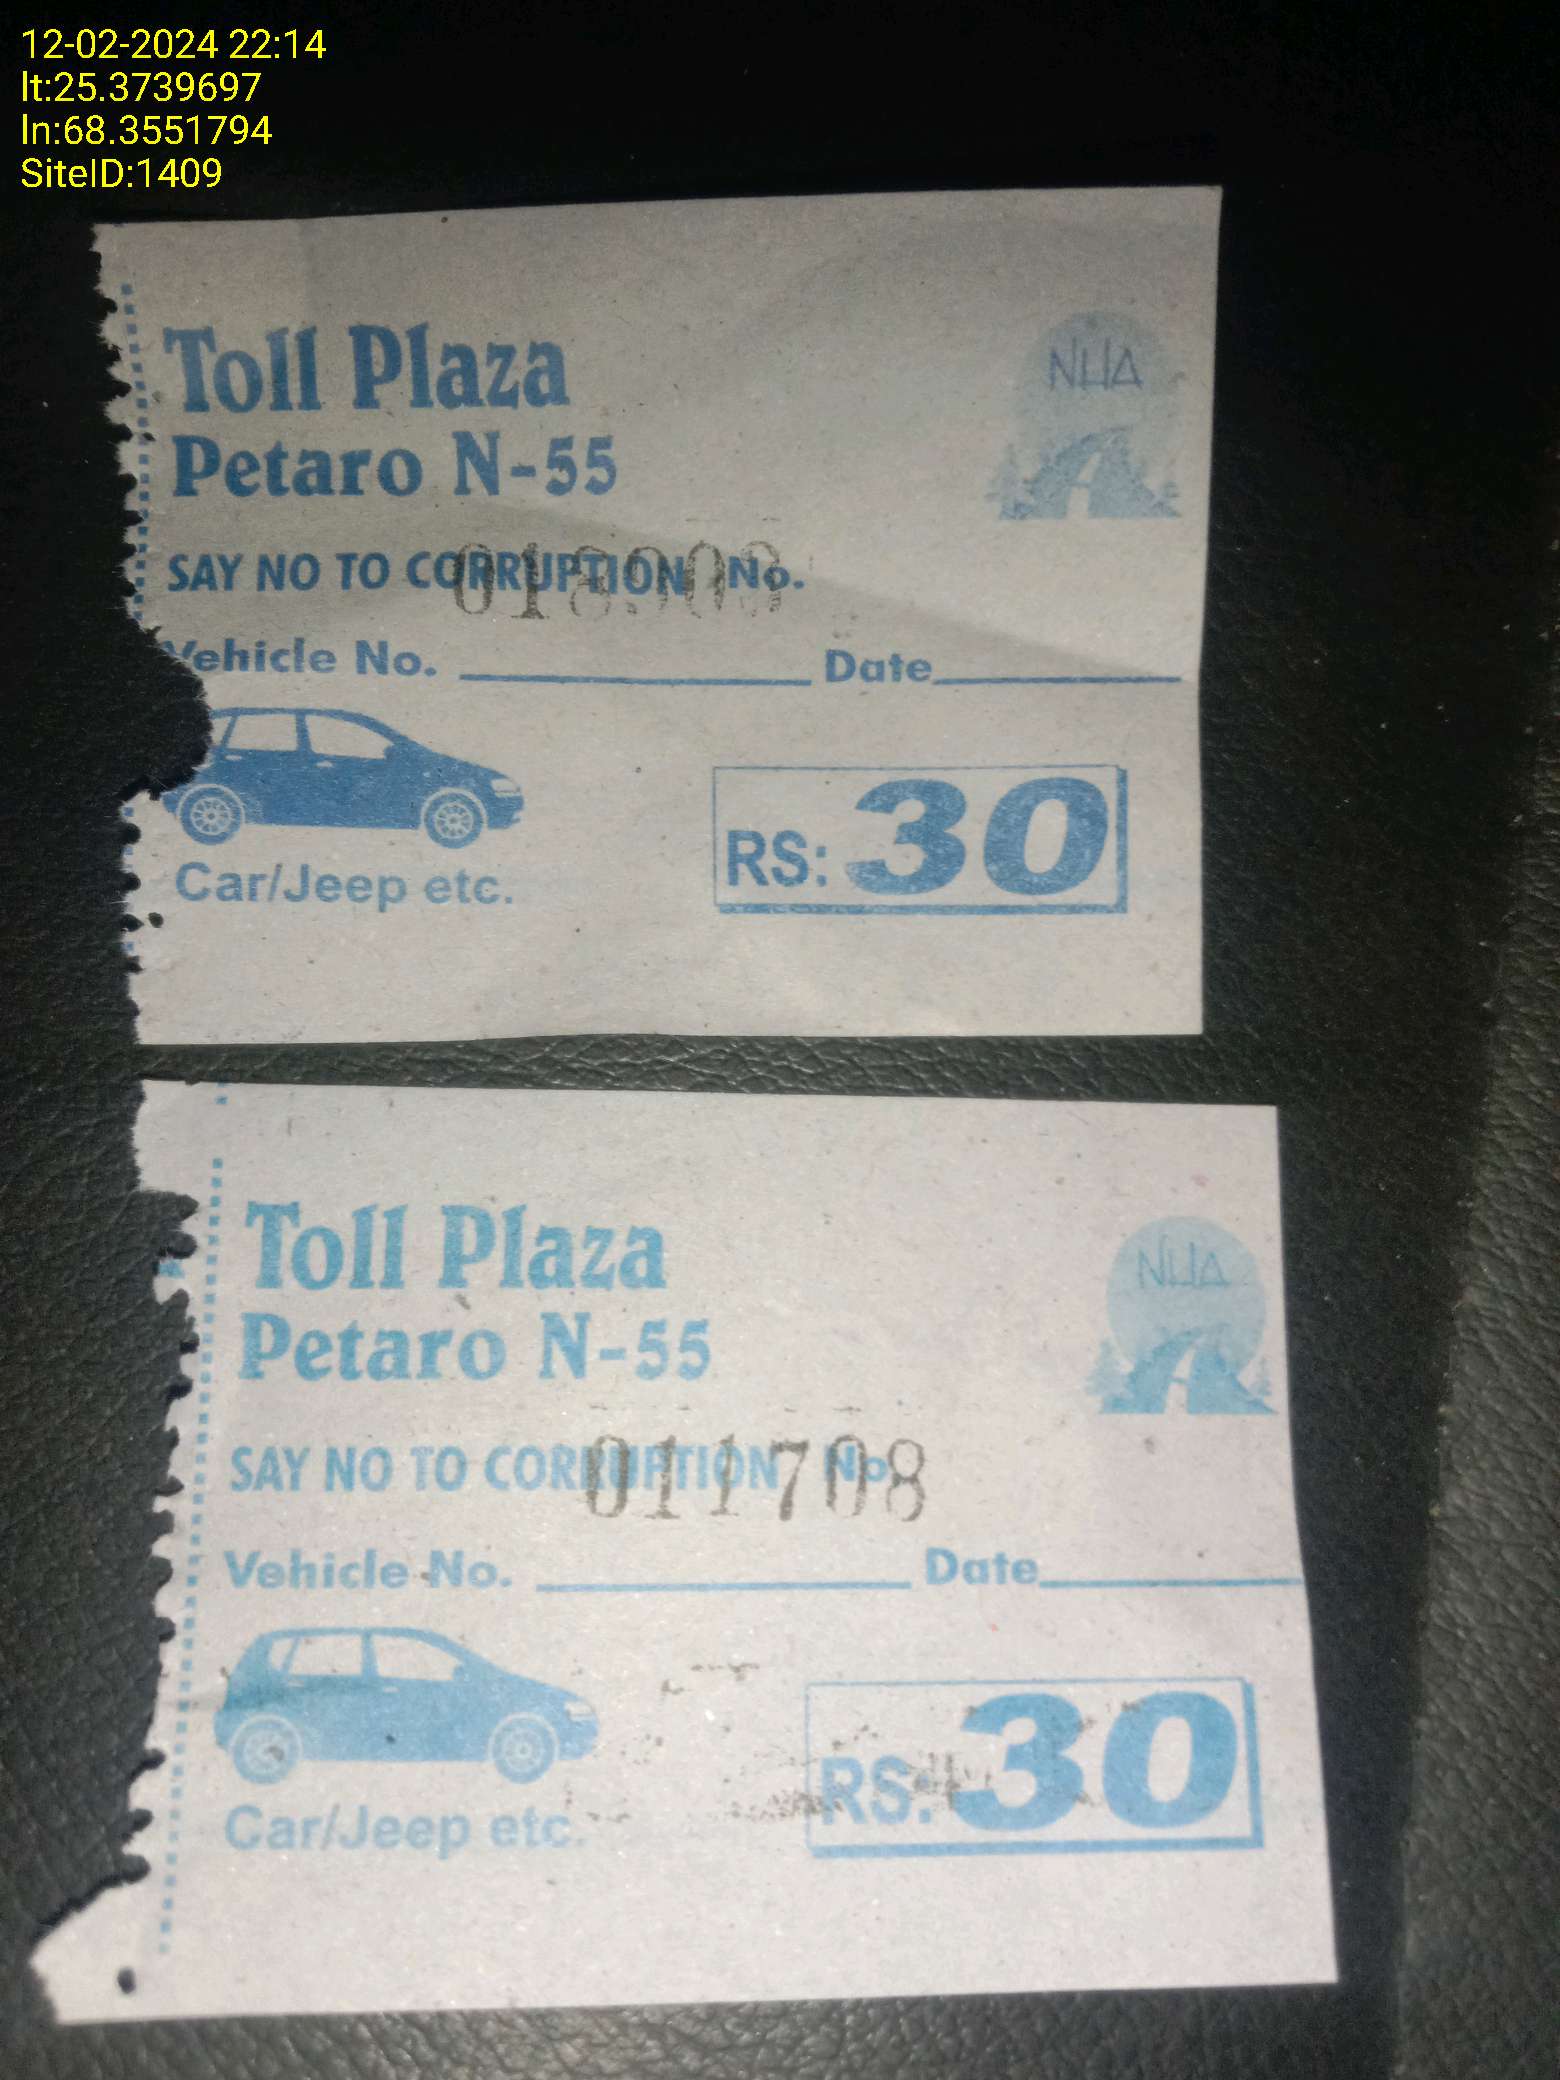 12-02-2024 22:14
lt:25.3739697
ln:68.3551794
SiteID:1409
Toll Plaza
NHA
Petaro N-55
SAY NO TO CORRUPTION No.
Vehicle No. Date
RS: 30
Car/Jeep etc.
Toll Plaza
NHA
Petaro N-55
SAY NO TO CORRUPTION No.
011708
Vehicle No. Date
RS: 30
Car/Jeep etc.